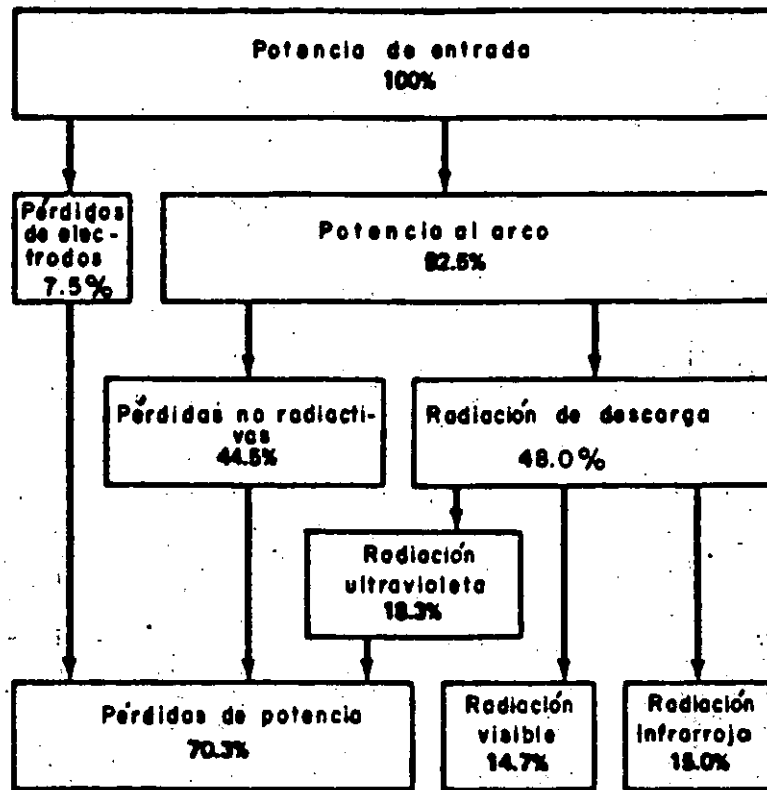 Potencia de entrada
100%
Pérdidas
de elec-
trodos
7.5%
Potencia al arco
92.5%
Pérdidas no radiacti-
vas
44.5%
Radiación de descarga
48.0%
Radiación
ultravioleta
18.3%
Pérdidas de potencia
70.3%
Radiación
visible
14.7%
Radiación
infrarroja
15.0%